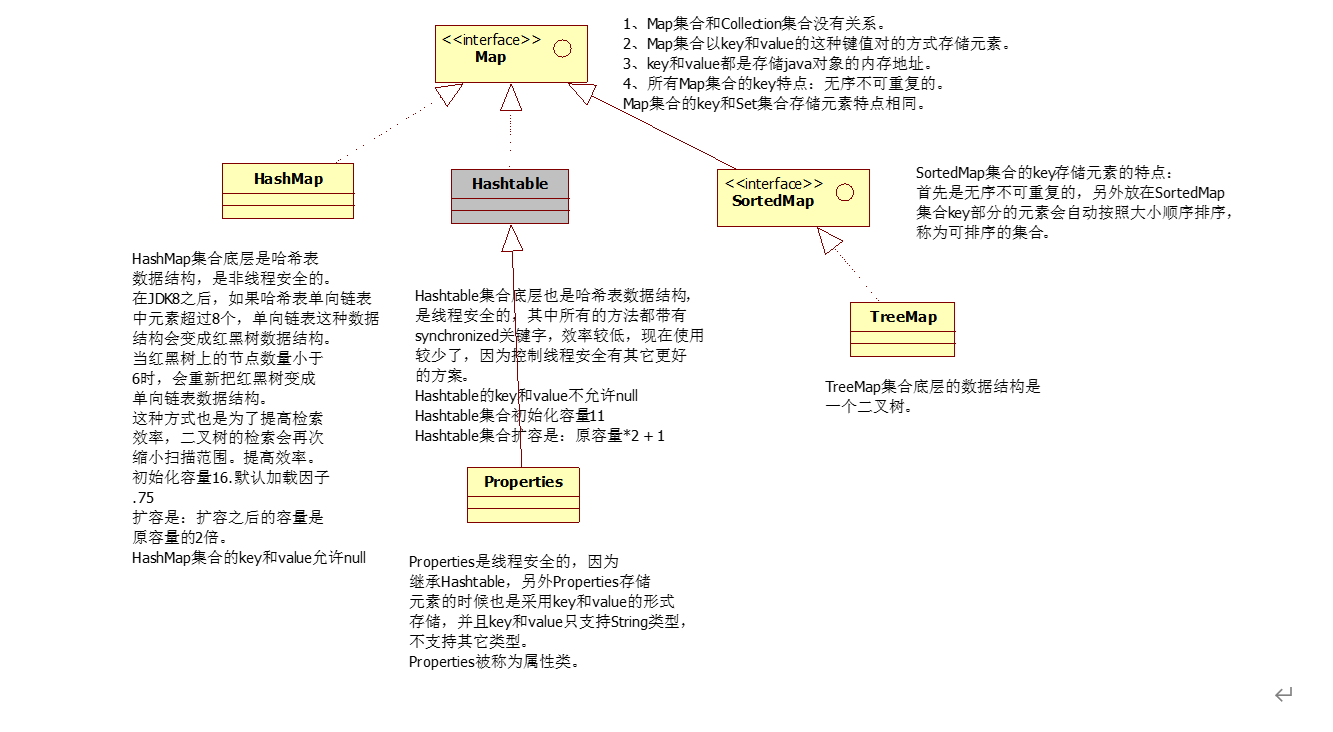 <<interface>>
Map
1、Map集合和Collection集合没有关系。
2、Map集合以key和value的这种键值对的方式存储元素。
3、key和value都是存储java对象的内存地址。
4、所有Map集合的key特点：无序不可重复的。
Map集合的key和Set集合存储元素特点相同。
HashMap
Hashtable
<<interface>>
SortedMap
SortedMap集合的key存储元素的特点：
首先是无序不可重复的，另外放在SortedMap
集合key部分的元素会自动按照大小顺序排序，
称为可排序的集合。
HashMap集合底层是哈希表
数据结构，是非线程安全的。
在JDK8之后，如果哈希表单向链表
中元素超过8个，单向链表这种数据
结构会变成红黑树数据结构。
当红黑树上的节点数量小于
6时，会重新把红黑树变成
单向链表数据结构。
这种方式也是为了提高检索
效率，二叉树的检索会再次
缩小扫描范围。提高效率。
初始化容量16.默认加载因子
.75
扩容是：扩容之后的容量是
原容量的2倍。
HashMap集合的key和value允许null
Hashtable集合底层也是哈希表数据结构，
是线程安全的，其中所有的方法都带有
synchronized关键字，效率较低，现在使用
较少了，因为控制线程安全有其它更好
的方案。
Hashtable的key和value不允许null
Hashtable集合初始化容量11
Hashtable集合扩容是：原容量*2 + 1
TreeMap
TreeMap集合底层的数据结构是
一个二叉树。
Properties
Properties是线程安全的，因为
继承Hashtable，另外Properties存储
元素的时候也是采用key和value的形式
存储，并且key和value只支持String类型，
不支持其它类型。
Properties被称为属性类。